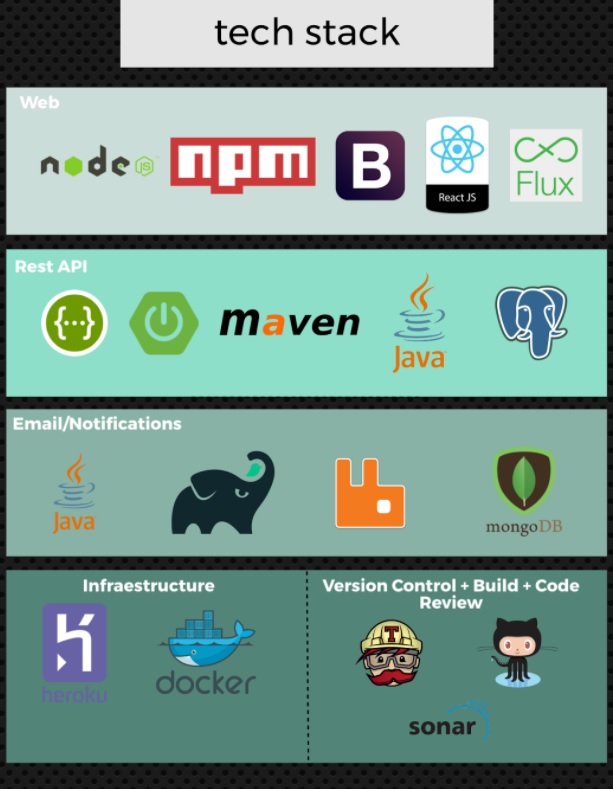 tech stack
Web
node JS
npm
B
React JS
Flux
Rest API
{···}
maven
Java
Email/Notifications
Java
mongoDB
Infraestructure
Version Control + Build + Code
Review
heroku
docker
T
sonar